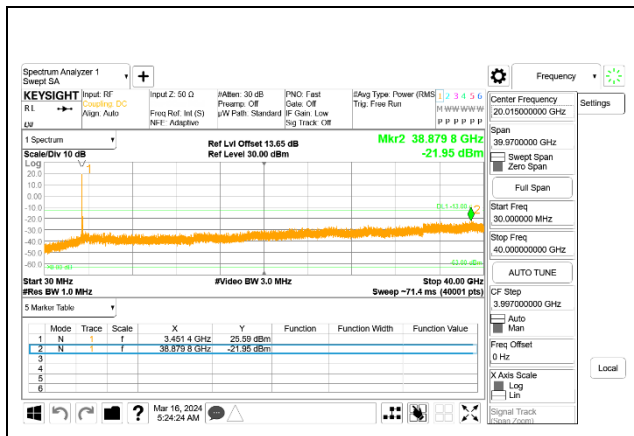 Spectrum Analyzer 1
Swept SA
Frequency
Settings
KEYSIGHT Input: RF Input Z: 50 Ω #Atten: 30 dB PNO: Fast #Avg Type: Power (RMS 1 2 3 4 5 6
Coupling: DC Preamp: Off Gate: Off Trig: Free Run
Align: Auto Freq Ref: Int (S) µW Path: Standard IF Gain: Low M W W W W W
NFE: Adaptive Sig Track: Off P P P P P P
1 Spectrum
Ref Lvl Offset 13.65 dB
Mkr2 38.879 8 GHz
Scale/Div 10 dB
Ref Level 30.00 dBm
-21.95 dBm
Log
1
20.0
10.0
0.00
-10.0
DL1 -13.00
2
-20.0
-30.0
-40.0
-50.0
-60.0
Start 30 MHz #Video BW 3.0 MHz Stop 40.00 GHz
#Res BW 1.0 MHz Sweep ~71.4 ms (40001 pts)
5 Marker Table
Mode Trace Scale X Y Function Function Width Function Value
1 N 1 f 3.451 4 GHz 25.59 dBm
2 N 1 f 38.879 8 GHz -21.95 dBm
3
4
5
6
Center Frequency
20.015000000 GHz
Span
39.9700000 GHz
Swept Span
Zero Span
Full Span
Start Freq
30.000000 MHz
Stop Freq
40.000000000 GHz
AUTO TUNE
CF Step
3.997000000 GHz
Auto
Man
Freq Offset
0 Hz
X Axis Scale
Log
Lin
Signal Track
(Span Zoom)
Local
?
Mar 16, 2024
5:24:24 AM